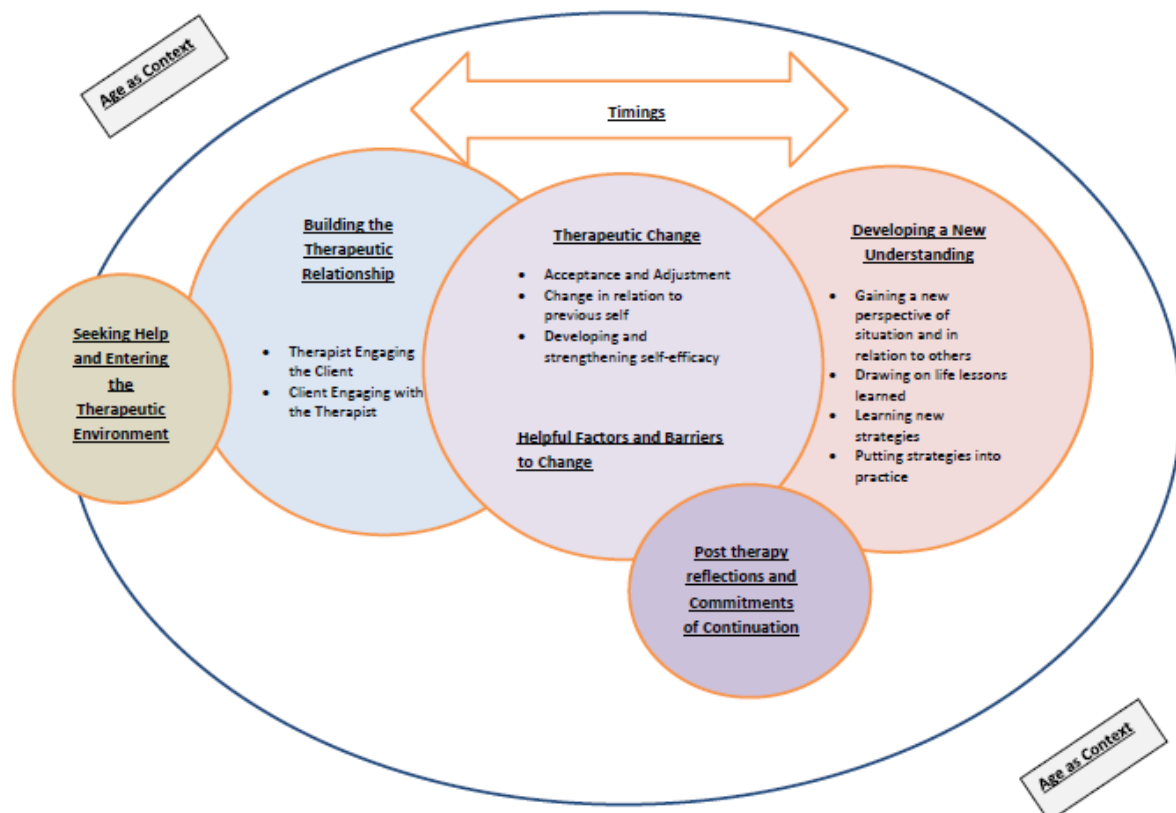 Age as Context
Timings
Seeking Help
and Entering
the
Therapeutic
Environment
Building the
Therapeutic
Relationship
• Therapist Engaging
the Client
• Client Engaging with
the Therapist
Therapeutic Change
• Acceptance and Adjustment
• Change in relation to
previous self
• Developing and
strengthening self-efficacy
Helpful Factors and Barriers
to Change
Developing a New
Understanding
• Gaining a new
perspective of
situation and in
relation to others
• Drawing on life lessons
learned
• Learning new
strategies
• Putting strategies into
practice
Post therapy
reflections and
Commitments
of Continuation
Age as Context